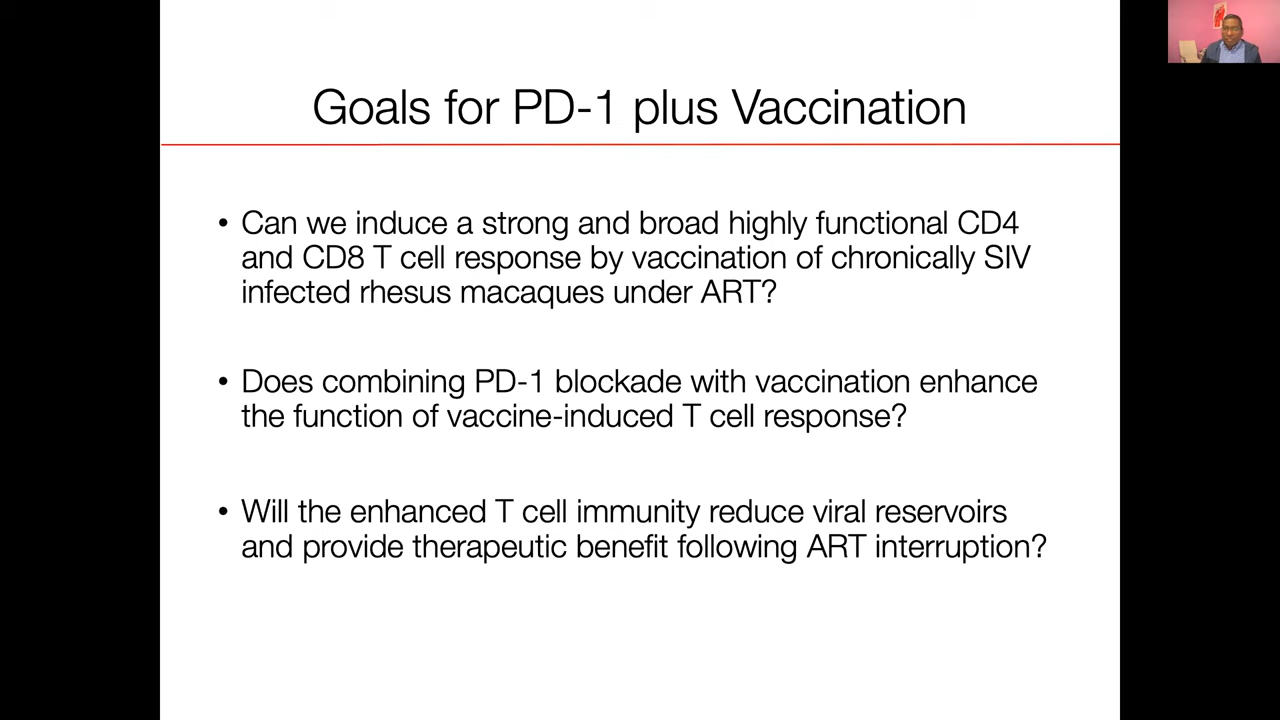 Goals for PD-1 plus Vaccination
• Can we induce a strong and broad highly functional CD4
and CD8 T cell response by vaccination of chronically SIV
infected rhesus macaques under ART?
• Does combining PD-1 blockade with vaccination enhance
the function of vaccine-induced T cell response?
• Will the enhanced T cell immunity reduce viral reservoirs
and provide therapeutic benefit following ART interruption?